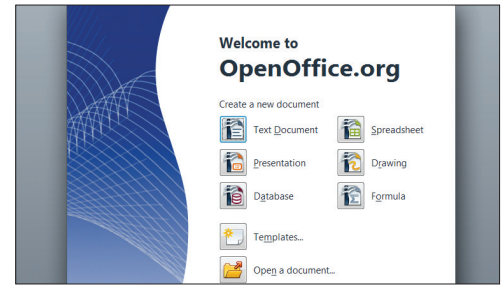 Welcome to
OpenOffice.org
Create a new document
Text Document Spreadsheet
Presentation Drawing
Database Formula
Templates...
Open a document...